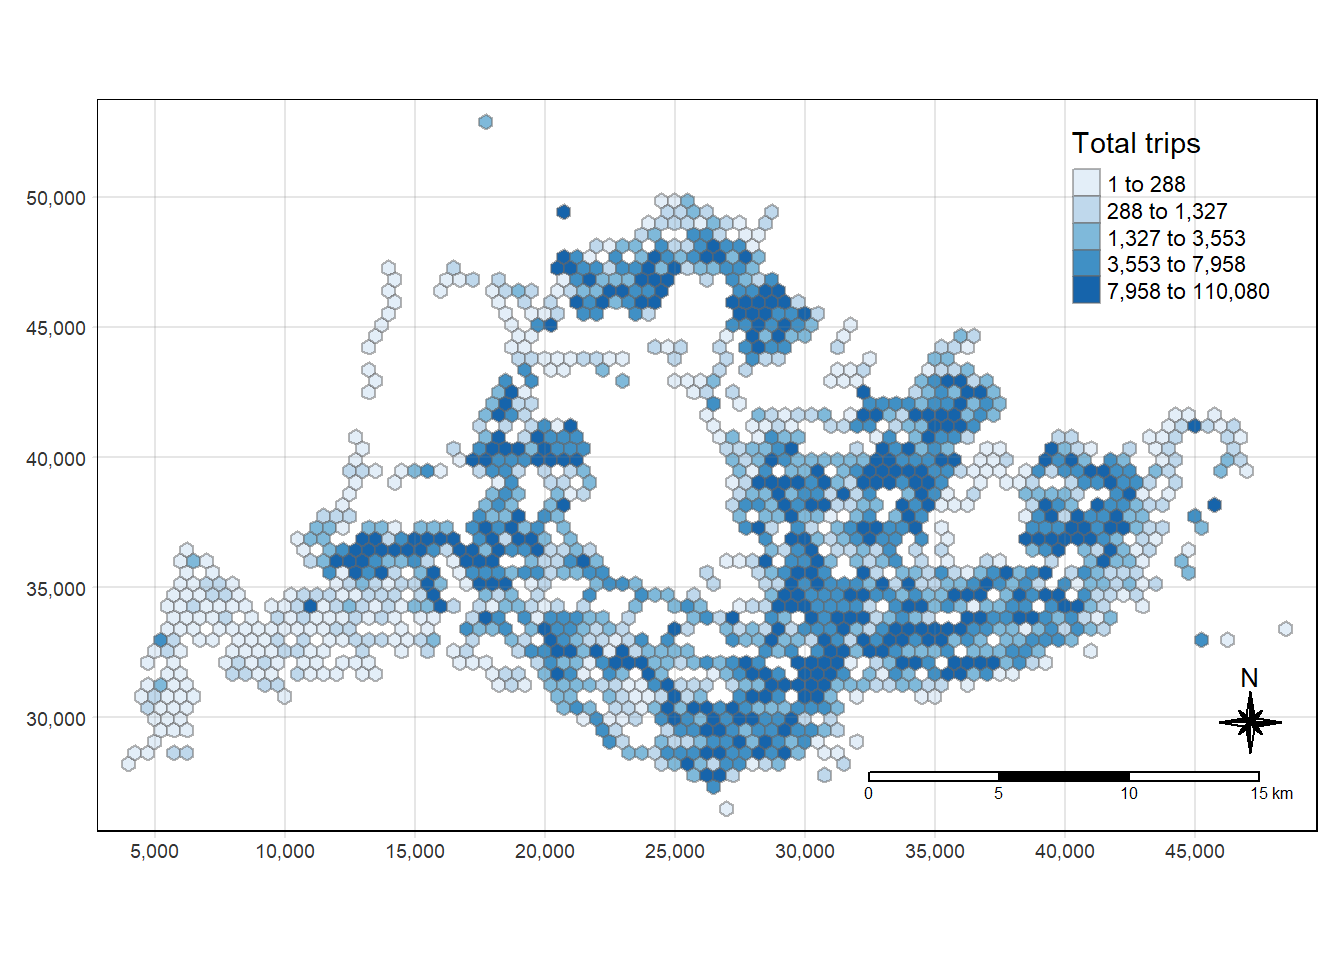 Total trips
1 to 288
288 to 1,327
1,327 to 3,553
3,553 to 7,958
7,958 to 110,080
50,000
45,000
40,000
35,000
30,000
N
0 5 10 15 km
5,000 10,000 15,000 20,000 25,000 30,000 35,000 40,000 45,000